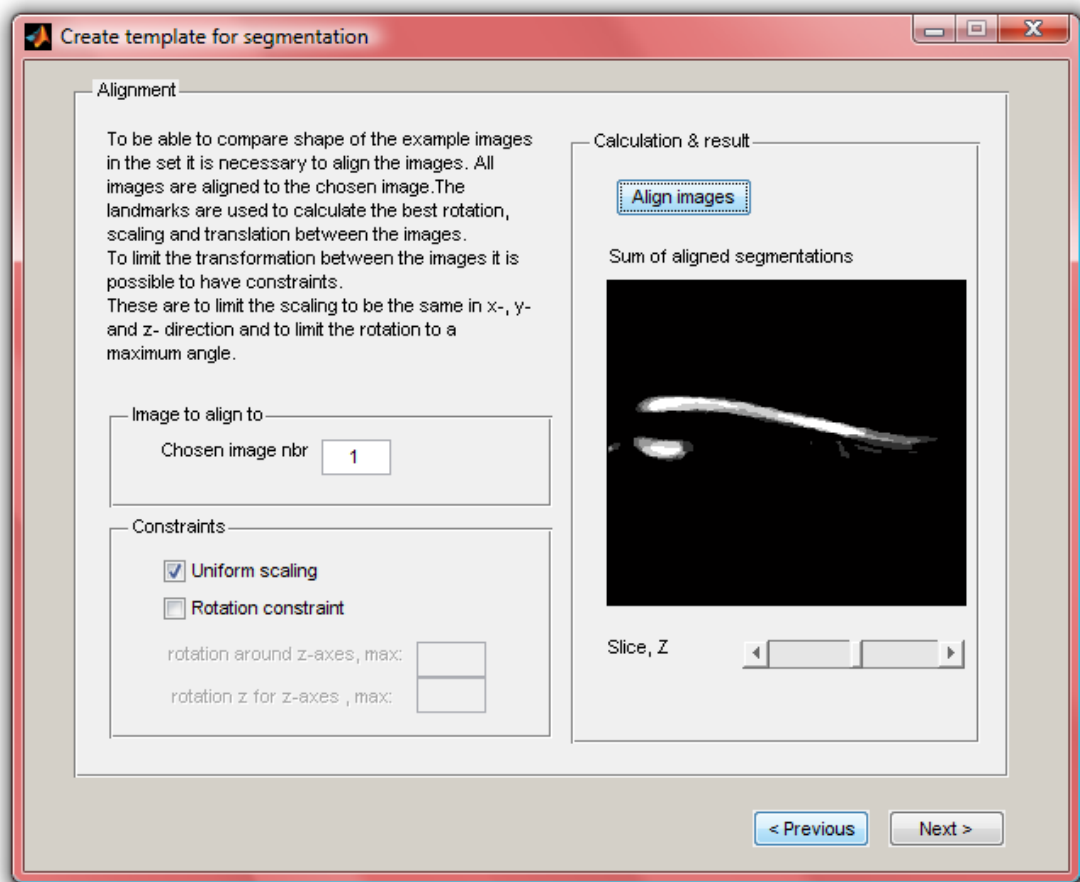 Create template for segmentation
Alignment
To be able to compare shape of the example images
in the set it is necessary to align the images. All
images are aligned to the chosen image.The
landmarks are used to calculate the best rotation,
scaling and translation between the images.
To limit the transformation between the images it is
possible to have constraints.
These are to limit the scaling to be the same in x-, y-
and z- direction and to limit the rotation to a
maximum angle.
Image to align to
Chosen image nbr 1
Constraints
Uniform scaling
Rotation constraint
rotation around z-axes, max:
rotation z for z-axes , max:
Calculation & result
Align images
Sum of aligned segmentations
Slice, Z
< Previous
Next >